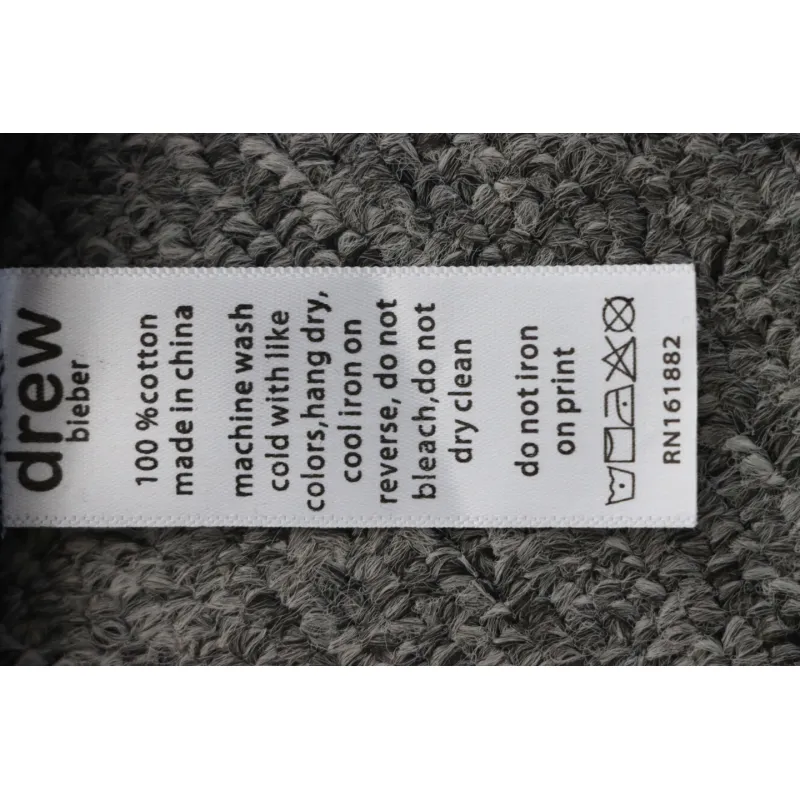 drew
bieber
100 %cotton
made in china
machine wash
cold with like
colors,hang dry,
cool iron on
reverse, do not
bleach,do not
dry clean
do not iron
on print
RN161882